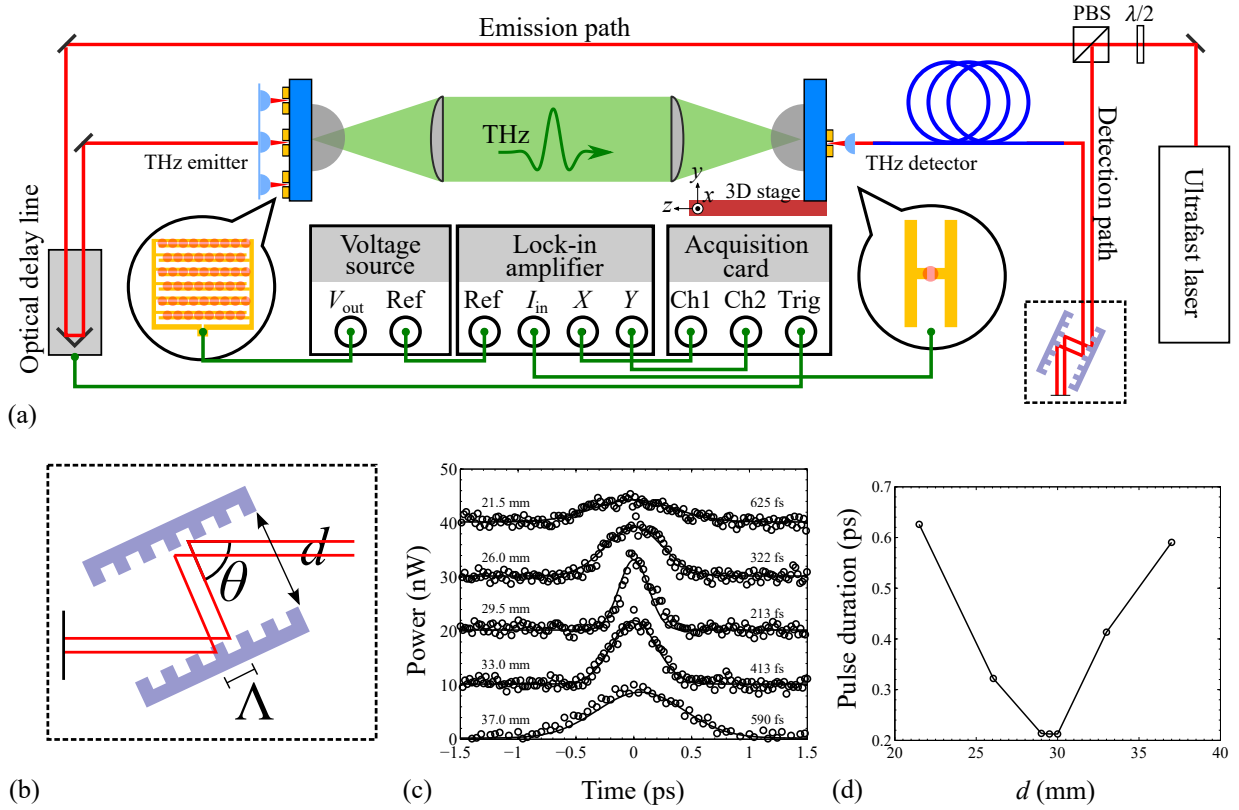 Emission path
PBS
λ/2
THz
THz emitter
THz detector
Detection path
Ultrafast laser
y
x
z
3D stage
Optical delay line
Voltage
source
Lock-in
amplifier
Acquisition
card
Vout Ref
Ref Iin X Y
Ch1 Ch2 Trig
(a)
d
θ
Λ
(b)
Power (nW)
50
40
30
20
10
0
21.5 mm 625 fs
26.0 mm 322 fs
29.5 mm 213 fs
33.0 mm 413 fs
37.0 mm 590 fs
−1.5 −1 −0.5 0 0.5 1 1.5
Time (ps)
(c)
Pulse duration (ps)
0.7
0.6
0.4
0.3
0.2
20 25 30 35 40
d (mm)
(d)